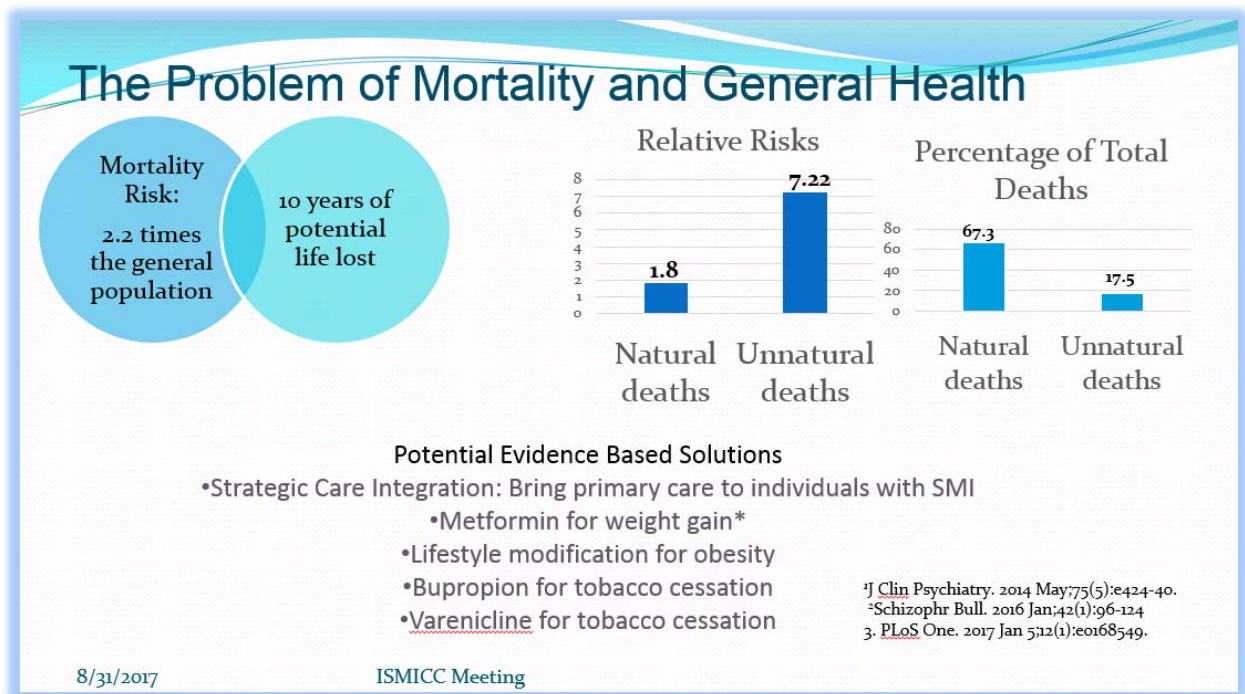 The Problem of Mortality and General Health
Mortality
Risk:
2.2 times
the general
population
10 years of
potential
life lost
Relative Risks
8
7
6
5
4
3
2
1
0
1.8
7.22
Natural
deaths
Unnatural
deaths
Percentage of Total
Deaths
80
60
40
20
0
67.3
17.5
Natural
deaths
Unnatural
deaths
Potential Evidence Based Solutions
•Strategic Care Integration: Bring primary care to individuals with SMI
•Metformin for weight gain*
•Lifestyle modification for obesity
•Bupropion for tobacco cessation
•Varenicline for tobacco cessation
¹J Clin Psychiatry. 2014 May;75(5):e424-40.
²Schizophr Bull. 2016 Jan;42(1):96-124
3. PLoS One. 2017 Jan 5;12(1):e0168549.
8/31/2017
ISMICC Meeting